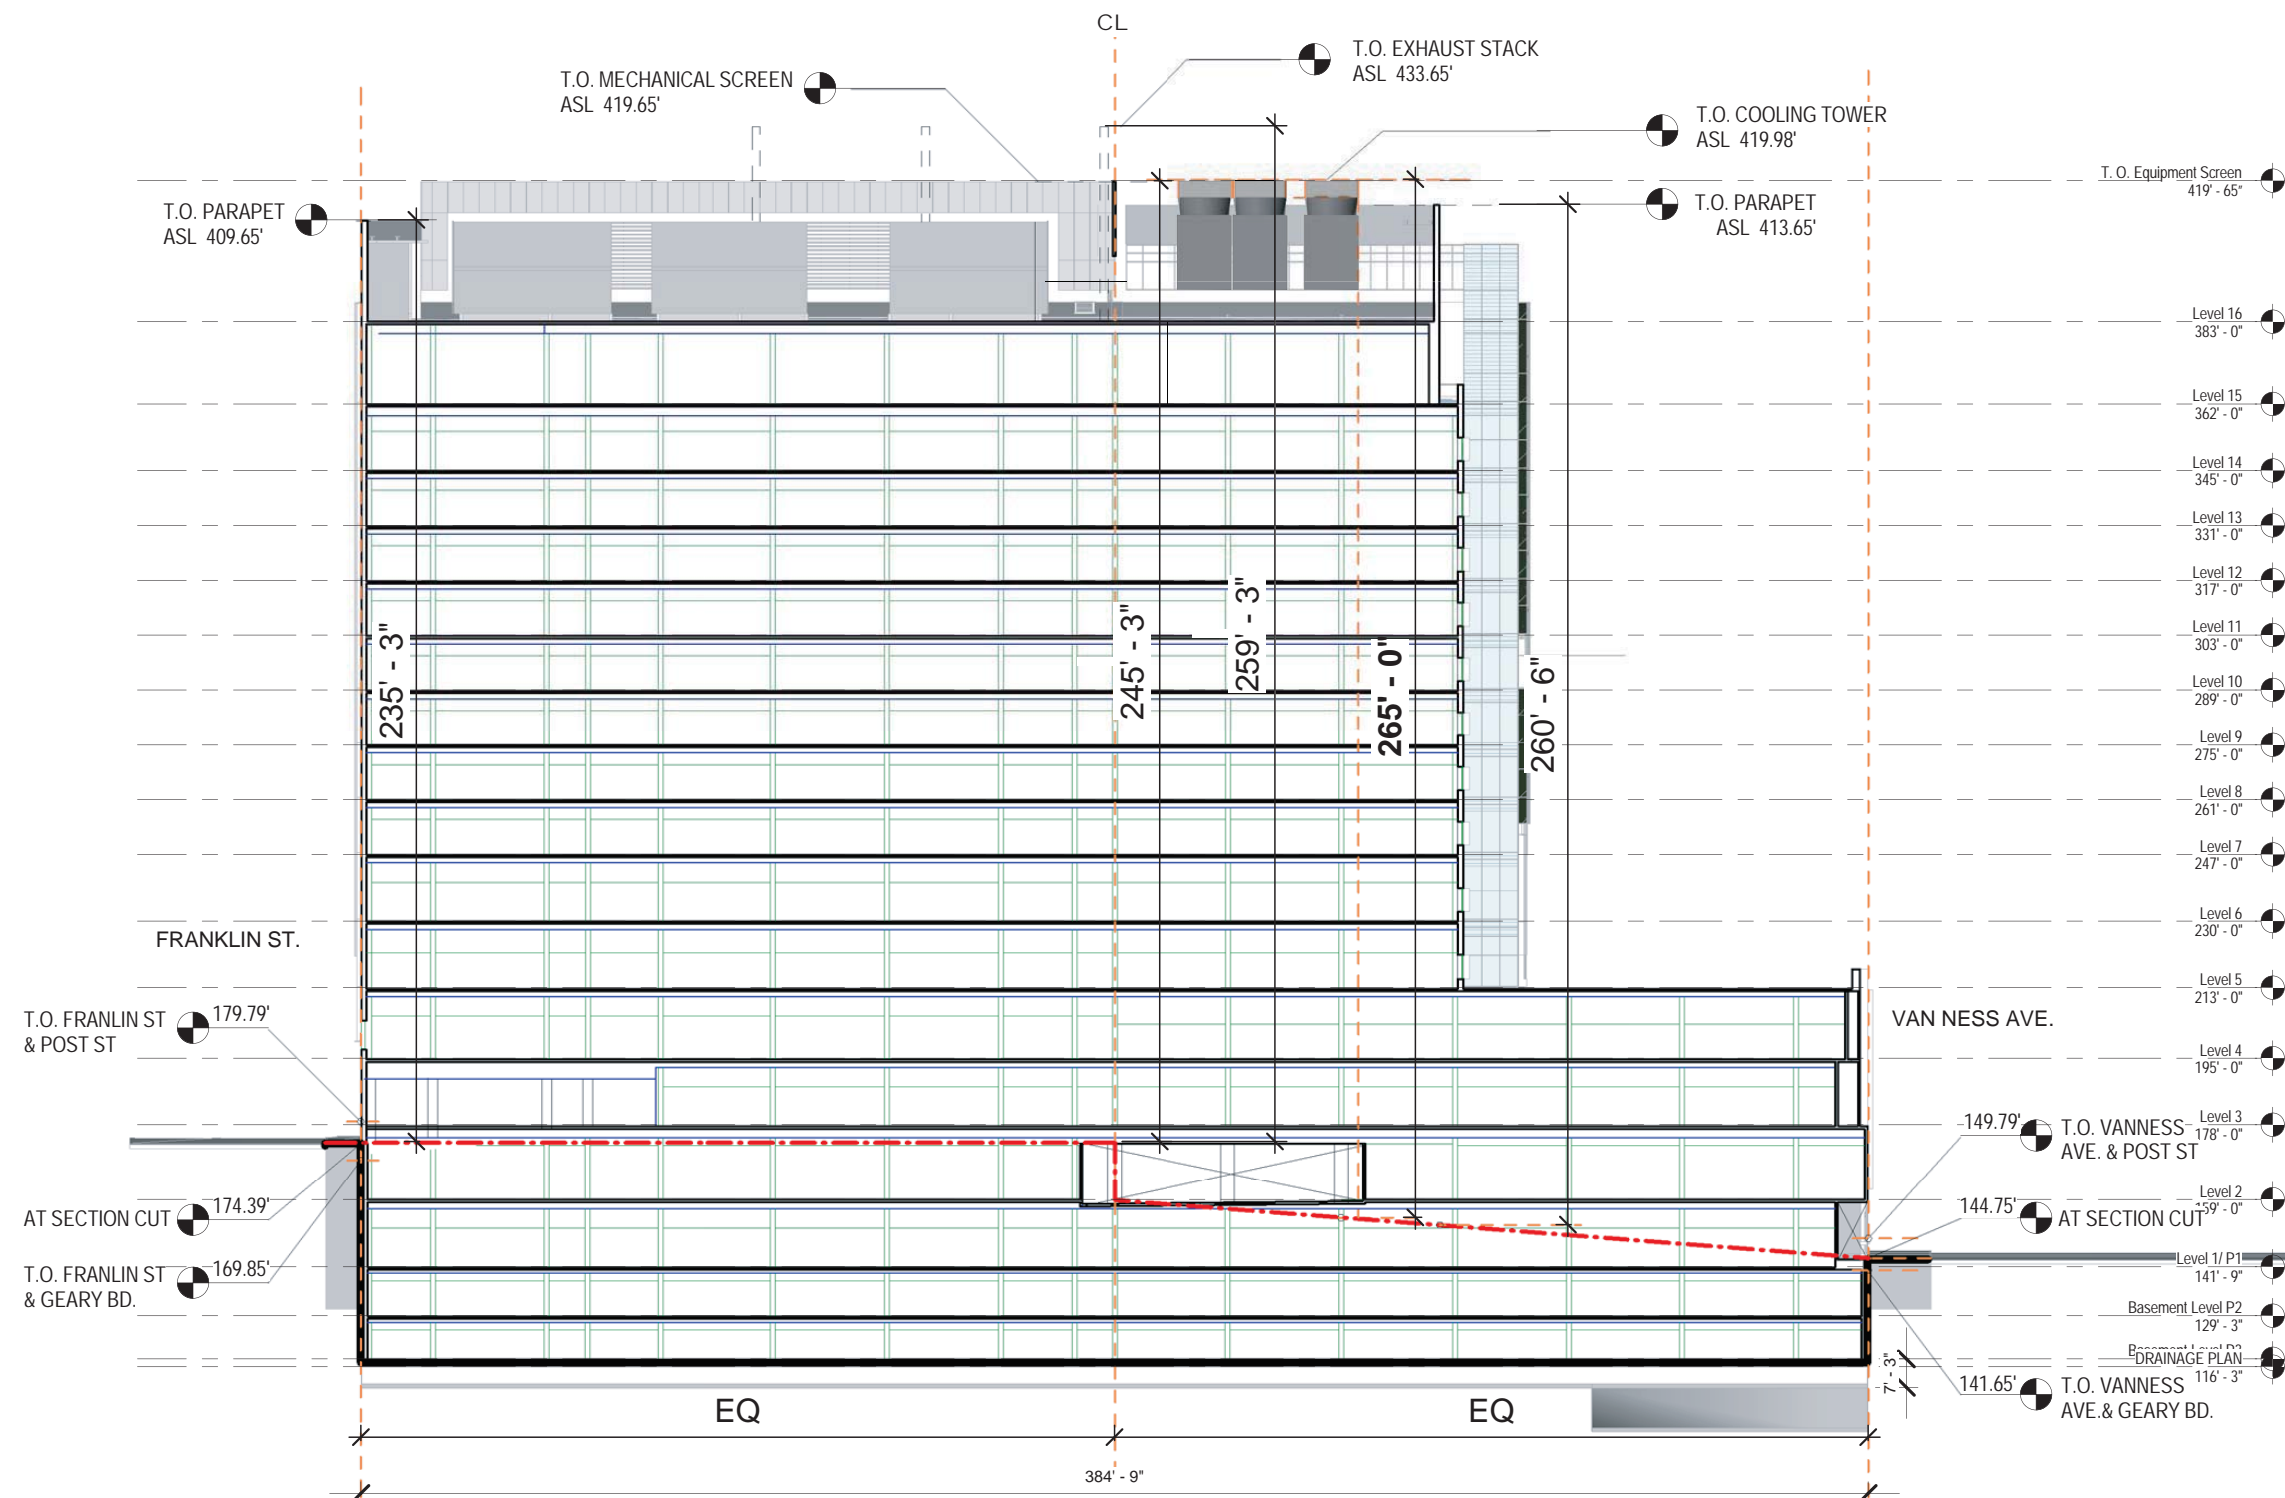 CL
T.O. EXHAUST STACK
ASL 433.65'
T.O. MECHANICAL SCREEN
ASL 419.65'
T.O. COOLING TOWER
ASL 419.98'
T. O. Equipment Screen
419' - 65"
T.O. PARAPET
ASL 409.65'
T.O. PARAPET
ASL 413.65'
Level 16
383' - 0"
Level 15
362' - 0"
Level 14
345' - 0"
Level 13
331' - 0"
Level 12
317' - 0"
Level 11
303' - 0"
Level 10
289' - 0"
Level 9
275' - 0"
Level 8
261' - 0"
Level 7
247' - 0"
Level 6
230' - 0"
Level 5
213' - 0"
Level 4
195' - 0"
Level 3
178' - 0"
Level 2
159' - 0"
Level 1/ P1
141' - 9"
Basement Level P2
129' - 3"
DRAINAGE PLAN
116' - 3"
235' - 3"
245' - 3"
259' - 3"
265' - 0"
260' - 6"
FRANKLIN ST.
VAN NESS AVE.
179.79'
T.O. FRANLIN ST
& POST ST
174.39'
AT SECTION CUT
169.85'
T.O. FRANLIN ST
& GEARY BD.
149.79'
T.O. VANNESS
AVE. & POST ST
144.75'
AT SECTION CUT
141.65'
T.O. VANNESS
AVE.& GEARY BD.
7' - 3"
EQ
EQ
384' - 9"